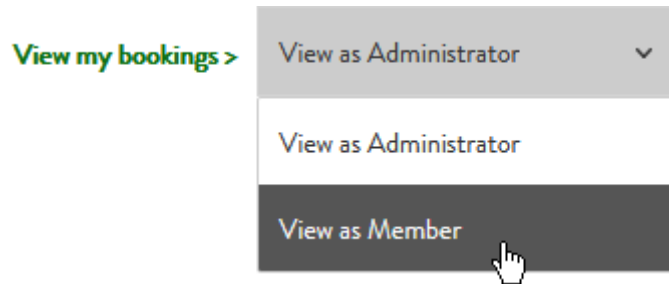 View my bookings > View as Administrator
View as Administrator
View as Member